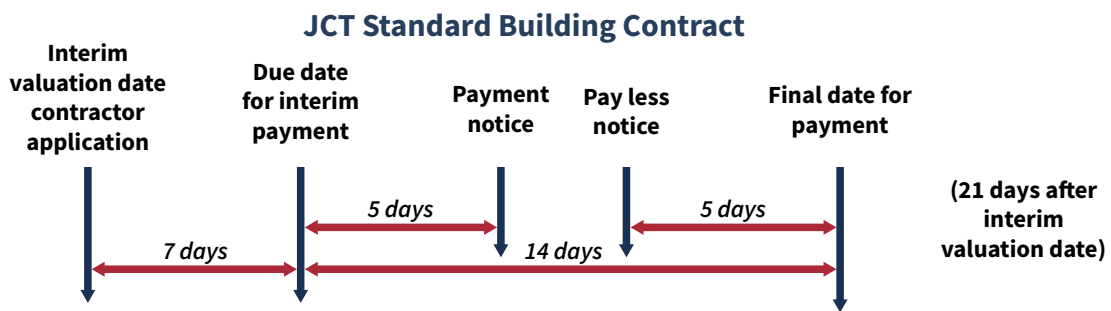 JCT Standard Building Contract
Interim
valuation date
contractor
application
Due date
for interim
payment
Payment
notice
Pay less
notice
Final date for
payment
(21 days after
interim
valuation date)
5 days
5 days
7 days
14 days